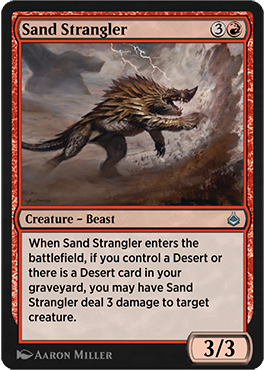 Sand Strangler 3
Creature – Beast
When Sand Strangler enters the
battlefield, if you control a Desert or
there is a Desert card in your
graveyard, you may have Sand
Strangler deal 3 damage to target
creature.
3/3
AARON MILLER